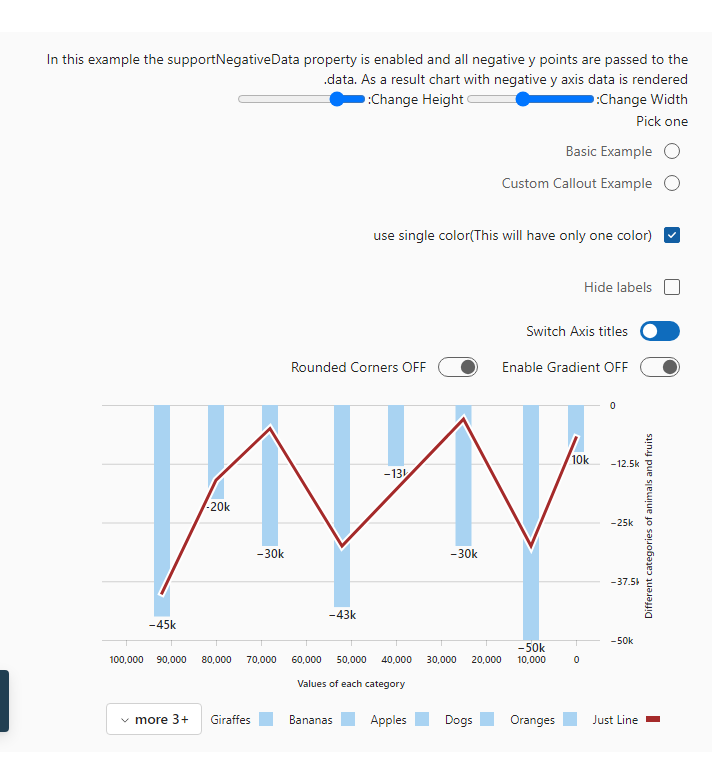 In this example the supportNegativeData property is enabled and all negative y points are passed to the
.data. As a result chart with negative y axis data is rendered
:Change Height :Change Width
Pick one
Basic Example
Custom Callout Example
use single color(This will have only one color)
Hide labels
Switch Axis titles
Rounded Corners OFF Enable Gradient OFF
0
−12.5k
−25k
−37.5k
−50k
Different categories of animals and fruits
−45k
−20k
−30k
−43k
−13k
−30k
−50k
10k
100,000 90,000 80,000 70,000 60,000 50,000 40,000 30,000 20,000 10,000 0
Values of each category
more 3+ Giraffes Bananas Apples Dogs Oranges Just Line